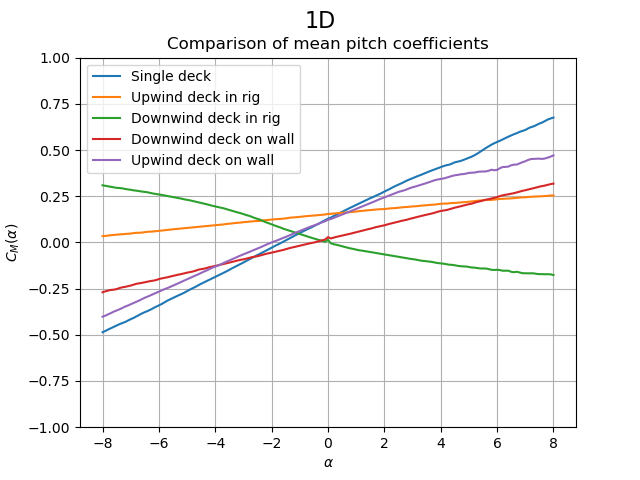 1D
Comparison of mean pitch coefficients
Single deck
Upwind deck in rig
Downwind deck in rig
Downwind deck on wall
Upwind deck on wall
1.00
0.75
0.50
0.25
0.00
−0.25
−0.50
−0.75
−1.00
C_M(α)
−8
−6
−4
−2
0
2
4
6
8
α